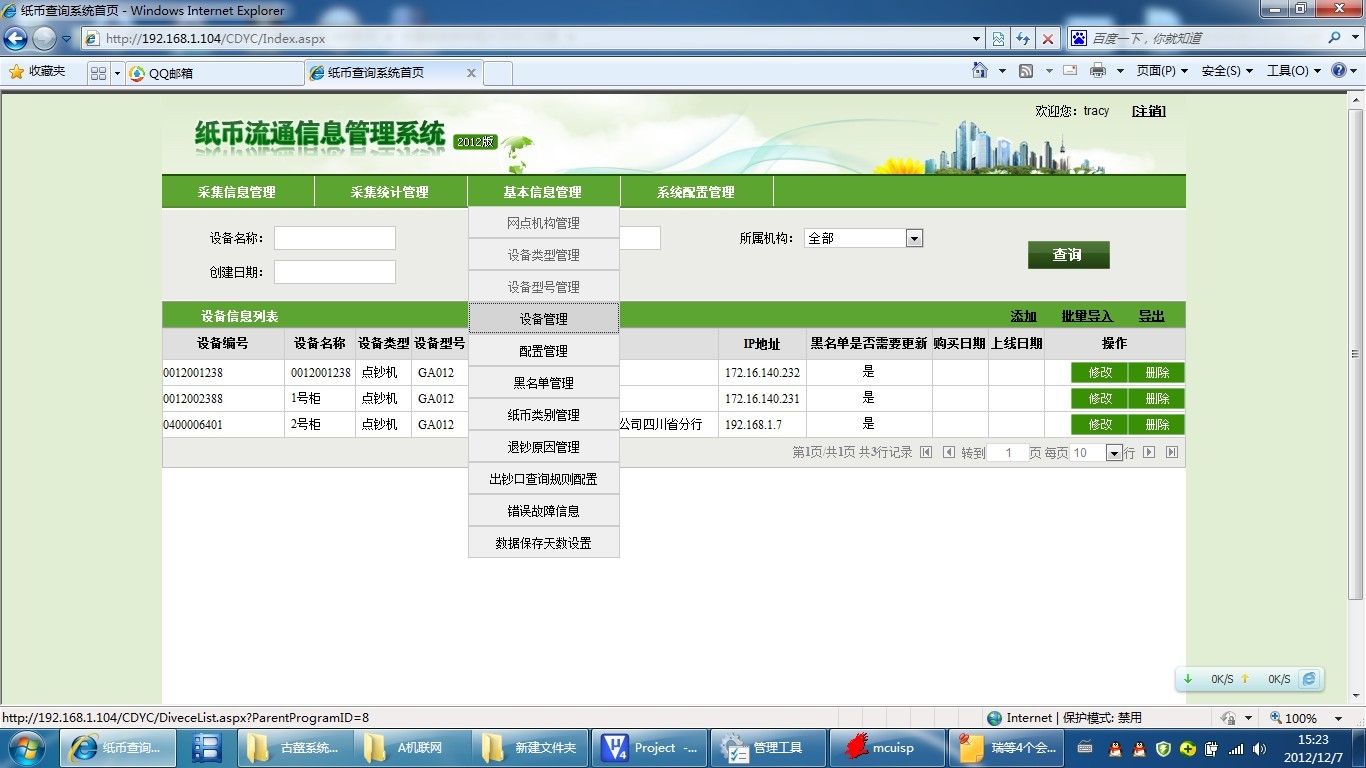 纸币查询系统首页 - Windows Internet Explorer
http://192.168.1.104/CDYC/Index.aspx
百度一下，你就知道
收藏夹
QQ邮箱
纸币查询系统首页
页面(P) 安全(S) 工具(O)
欢迎您：tracy [注销]
纸币流通信息管理系统 2012版
采集信息管理 采集统计管理 基本信息管理 系统配置管理
网点机构管理
设备类型管理
设备型号管理
设备管理
配置管理
黑名单管理
纸币类别管理
退钞原因管理
出钞口查询规则配置
错误故障信息
数据保存天数设置
设备名称： 所属机构： 全部
创建日期： 查询
设备信息列表 添加 批量导入 导出
设备编号 设备名称 设备类型 设备型号 IP地址 黑名单是否需要更新 购买日期 上线日期 操作
0012001238 0012001238 点钞机 GA012 172.16.140.232 是 修改 删除
0012002388 1号柜 点钞机 GA012 172.16.140.231 是 修改 删除
0400006401 2号柜 点钞机 GA012 公司四川省分行 192.168.1.7 是 修改 删除
第1页/共1页 共3行记录 转到 1 页 每页 10 行
0K/S 0K/S
http://192.168.1.104/CDYC/DiveceList.aspx?ParentProgramID=8
Internet | 保护模式: 禁用
100%
纸币查询... 古蔺系统... A机联网 新建文件夹 Project -... 管理工具 mcuisp 瑞等4个会...
15:23
2012/12/7